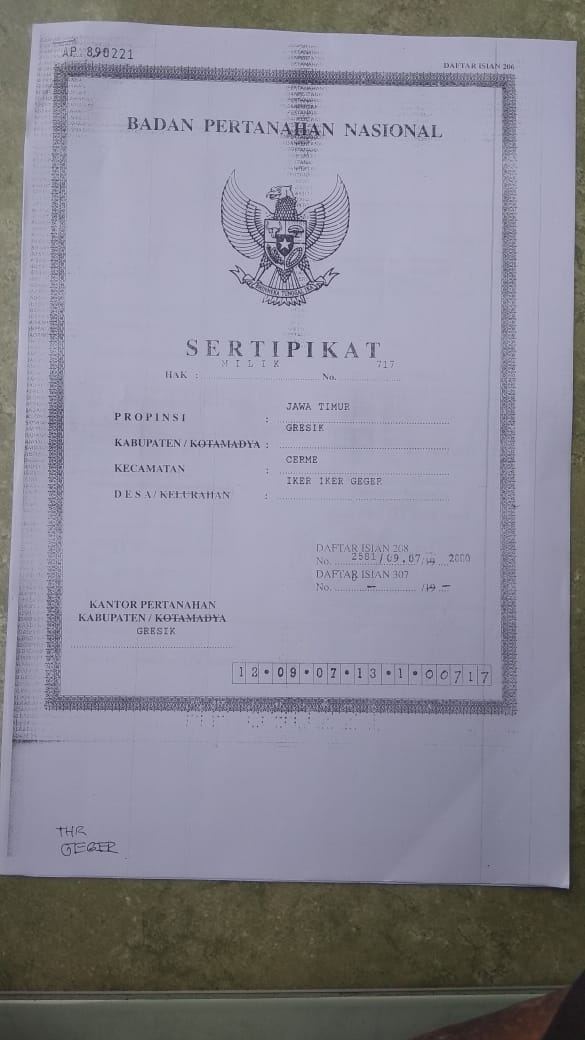 AP 890221
DAFTAR ISIAN 206
BADAN PERTANAHAN NASIONAL
SERTIPIKAT
HAK : MILIK No. 717
PROPINSI : JAWA TIMUR
KABUPATEN / KOTAMADYA : GRESIK
KECAMATAN : CERME
DESA / KELURAHAN : IKER IKER GEGER
DAFTAR ISIAN 208
No. 2581/09.07/19 2000
DAFTAR ISIAN 307
No. - /19 -
KANTOR PERTANAHAN
KABUPATEN / KOTAMADYA
GRESIK
12.09.07.13.1.00717
THR
GEGER